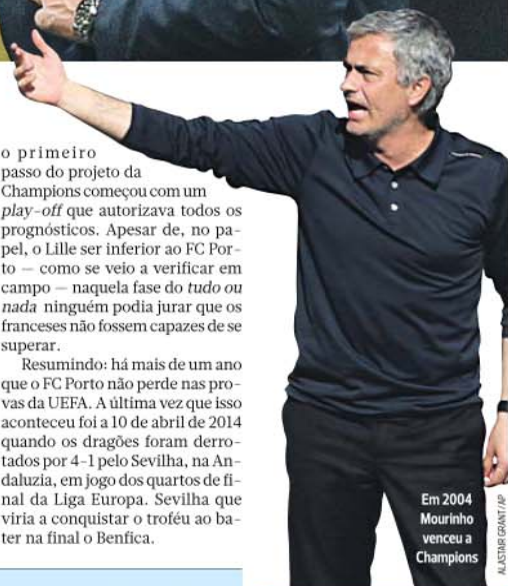 o primeiro
passo do projeto da
Champions começou com um
play-off que autorizava todos os
prognósticos. Apesar de, no pa-
pel, o Lille ser inferior ao FC Por-
to — como se veio a verificar em
campo — naquela fase do tudo ou
nada ninguém podia jurar que os
franceses não fossem capazes de se
superar.
Resumindo: há mais de um ano
que o FC Porto não perde nas pro-
vas da UEFA. A última vez que isso
aconteceu foi a 10 de abril de 2014
quando os dragões foram derro-
tados por 4-1 pelo Sevilha, na An-
daluzia, em jogo dos quartos de fi-
nal da Liga Europa. Sevilha que
viria a conquistar o troféu ao ba-
ter na final o Benfica.
Em 2004
Mourinho
venceu a
Champions
ALASTAIR GRANT/AP